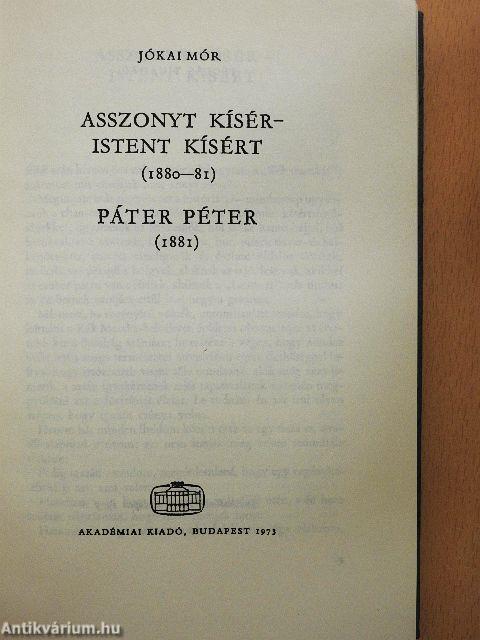 JÓKAI MÓR
ASSZONYT KÍSÉR–
ISTENT KÍSÉRT
(1880—81)
PÁTER PÉTER
(1881)
AKADÉMIAI KIADÓ, BUDAPEST 1973
Antikvárium.hu